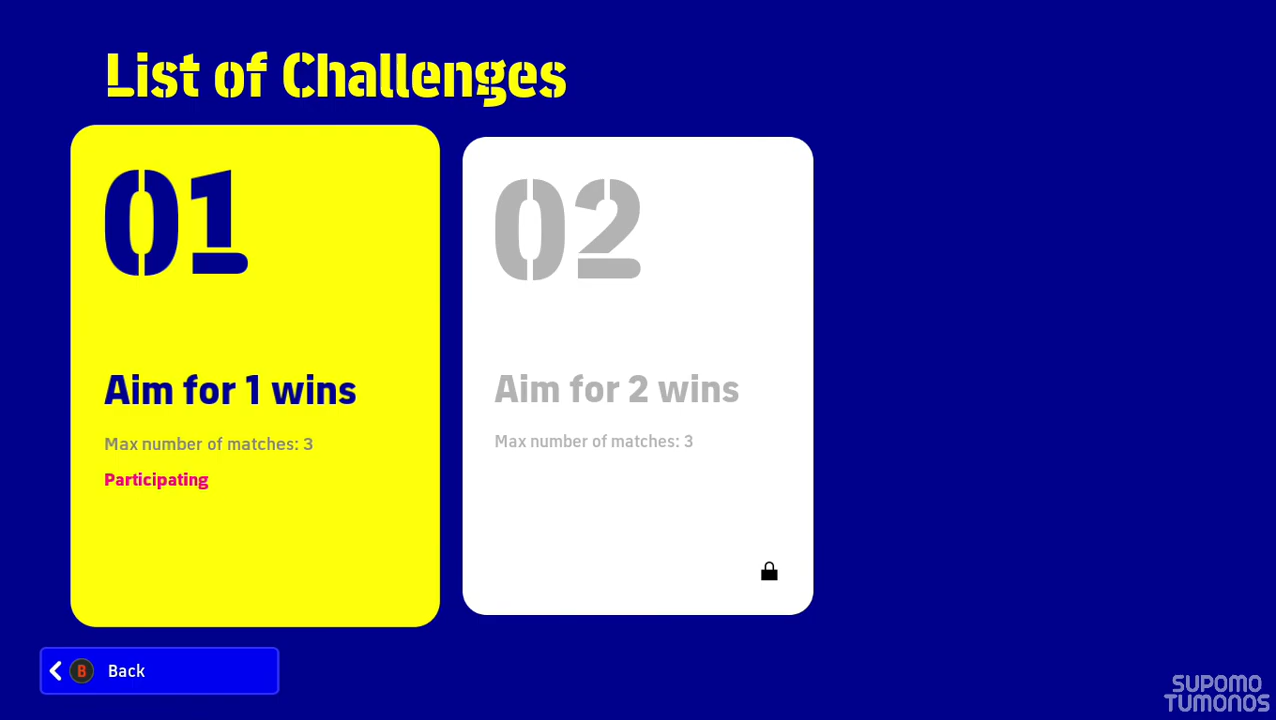 List of Challenges
01
Aim for 1 wins
Max number of matches: 3
Participating
02
Aim for 2 wins
Max number of matches: 3
B Back
SUPOMO
TUMONOS